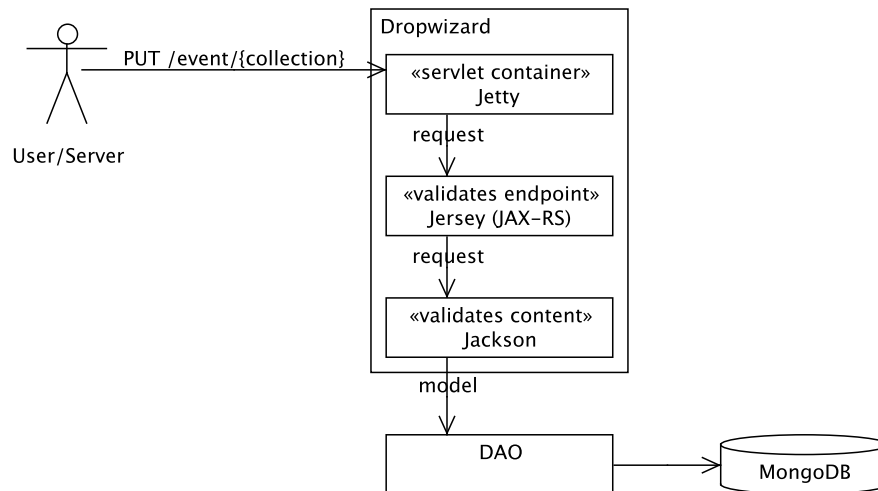 Dropwizard
PUT /event/{collection}
«servlet container»
Jetty
User/Server
request
«validates endpoint»
Jersey (JAX-RS)
request
«validates content»
Jackson
model
DAO
MongoDB